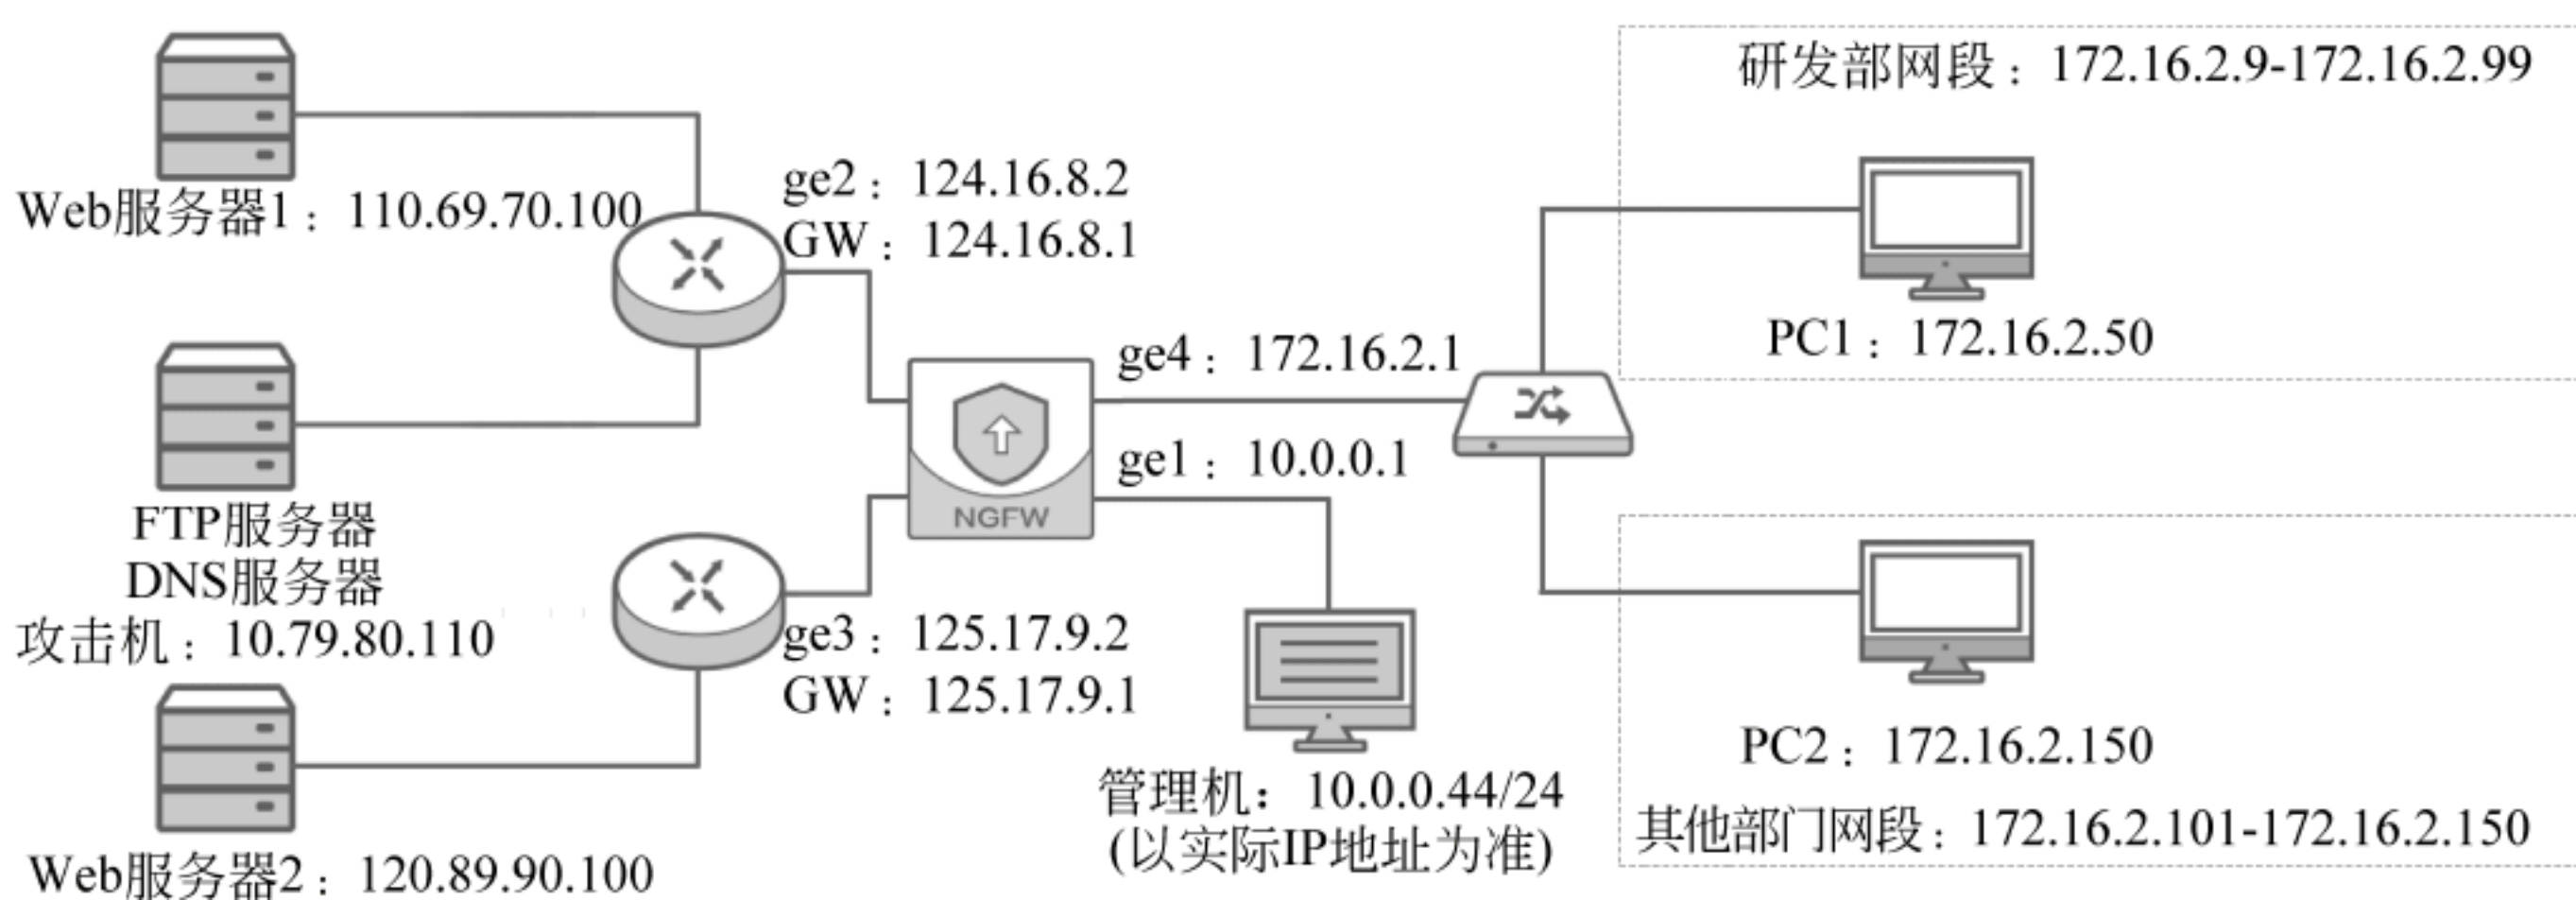 Web服务器1：110.69.70.100
FTP服务器
DNS服务器
攻击机：10.79.80.110
Web服务器2：120.89.90.100
ge2：124.16.8.2
GW：124.16.8.1
ge3：125.17.9.2
GW：125.17.9.1
NGFW
ge4：172.16.2.1
ge1：10.0.0.1
管理机：10.0.0.44/24
(以实际IP地址为准)
研发部网段：172.16.2.9-172.16.2.99
PC1：172.16.2.50
PC2：172.16.2.150
其他部门网段：172.16.2.101-172.16.2.150